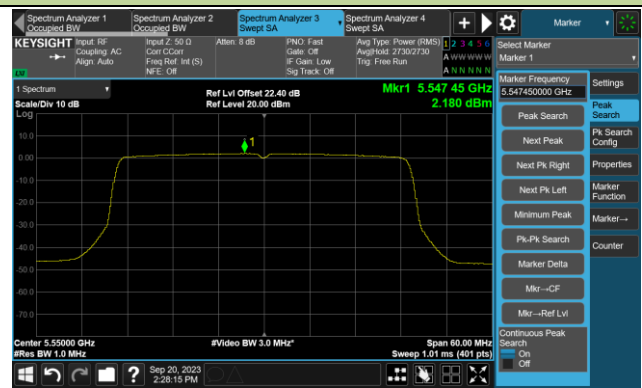 Spectrum Analyzer 1
Occupied BW
Spectrum Analyzer 2
Occupied BW
Spectrum Analyzer 3
Swept SA
Spectrum Analyzer 4
Swept SA
+
Marker
KEYSIGHT
Input: RF
Coupling: AC
Align: Auto
Input Z: 50 Ω
Corr CCorr
Freq Ref: Int (S)
NFE: Off
Atten: 8 dB
PNO: Fast
Gate: Off
IF Gain: Low
Sig Track: Off
Avg Type: Power (RMS)
Avg|Hold: 2730/2730
Trig: Free Run
1 2 3 4 5 6
A W W W W W
A N N N N N
Select Marker
Marker 1
1 Spectrum
Scale/Div 10 dB
Log
Ref Lvl Offset 22.40 dB
Ref Level 20.00 dBm
Mkr1 5.547 45 GHz
2.180 dBm
1
10.0
0.00
-10.0
-20.0
-30.0
-40.0
-50.0
-60.0
-70.0
Center 5.55000 GHz
#Res BW 1.0 MHz
#Video BW 3.0 MHz*
Span 60.00 MHz
Sweep 1.01 ms (401 pts)
Marker Frequency
5.547450000 GHz
Peak Search
Next Peak
Next Pk Right
Next Pk Left
Minimum Peak
Pk-Pk Search
Marker Delta
Mkr→CF
Mkr→Ref Lvl
Continuous Peak
Search
On
Off
Settings
Peak
Search
Pk Search
Config
Properties
Marker
Function
Marker→
Counter
?
Sep 20, 2023
2:28:15 PM